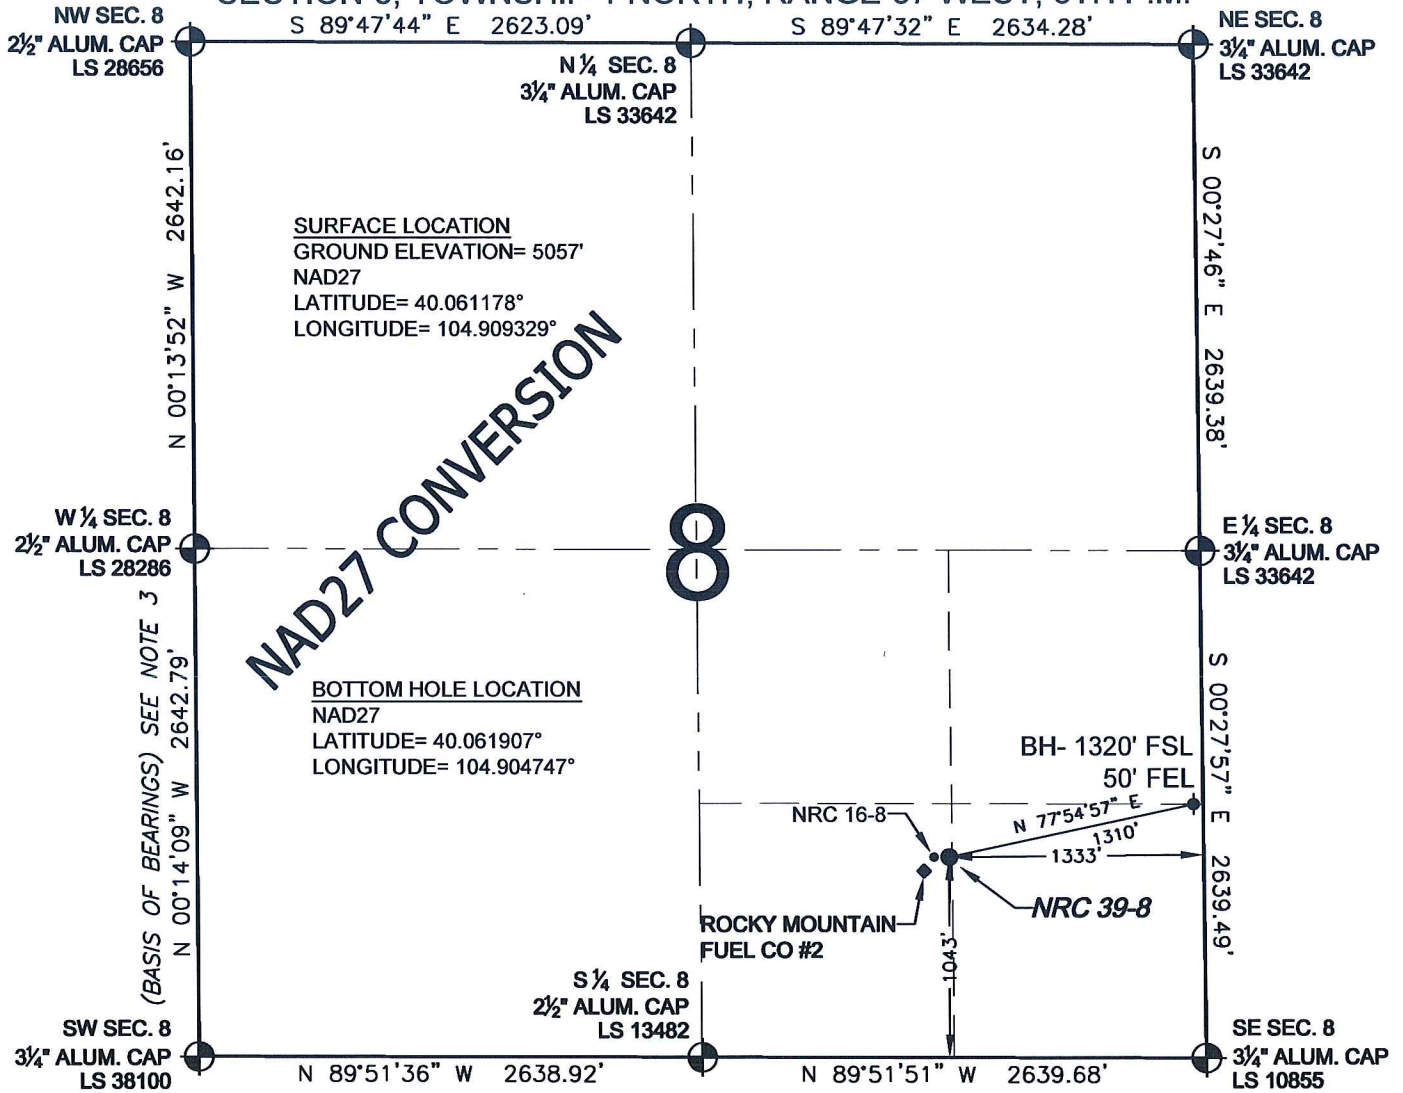 S 89°47'44" E 2623.09'
S 89°47'32" E 2634.28'
NW SEC. 8
2½" ALUM. CAP
LS 28656
N ¼ SEC. 8
3¼" ALUM. CAP
LS 33642
NE SEC. 8
3¼" ALUM. CAP
LS 33642
N 00°13'52" W 2642.16'
S 00°27'46" E 2639.38'
SURFACE LOCATION
GROUND ELEVATION= 5057'
NAD27
LATITUDE= 40.061178°
LONGITUDE= 104.909329°
NAD27 CONVERSION
W ¼ SEC. 8
2½" ALUM. CAP
LS 28286
8
E ¼ SEC. 8
3¼" ALUM. CAP
LS 33642
(BASIS OF BEARINGS) SEE NOTE 3
N 00°14'09" W 2642.79'
BOTTOM HOLE LOCATION
NAD27
LATITUDE= 40.061907°
LONGITUDE= 104.904747°
S 00°27'57" E 2639.49'
BH- 1320' FSL
50' FEL
NRC 16-8
N 77°54'57" E
1310'
1333'
NRC 39-8
ROCKY MOUNTAIN
FUEL CO #2
1043'
SW SEC. 8
3¼" ALUM. CAP
LS 38100
S ¼ SEC. 8
2½" ALUM. CAP
LS 13482
SE SEC. 8
3¼" ALUM. CAP
LS 10855
N 89°51'36" W 2638.92'
N 89°51'51" W 2639.68'